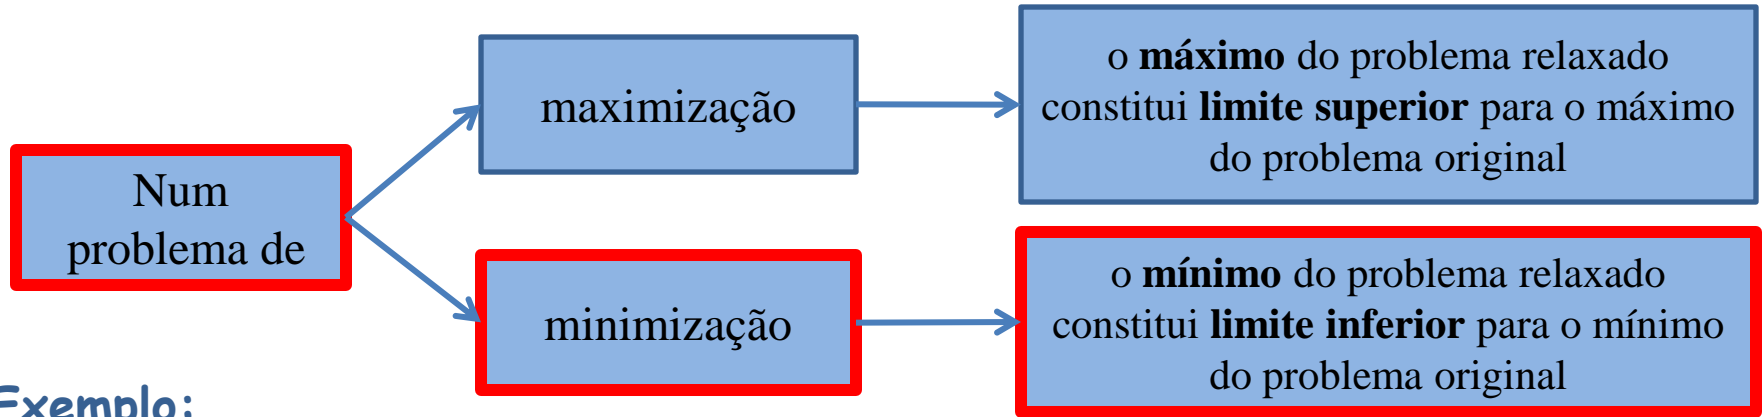 Num
problema de
maximização
o máximo do problema relaxado
constitui limite superior para o máximo
do problema original
minimização
o mínimo do problema relaxado
constitui limite inferior para o mínimo
do problema original
Exemplo: